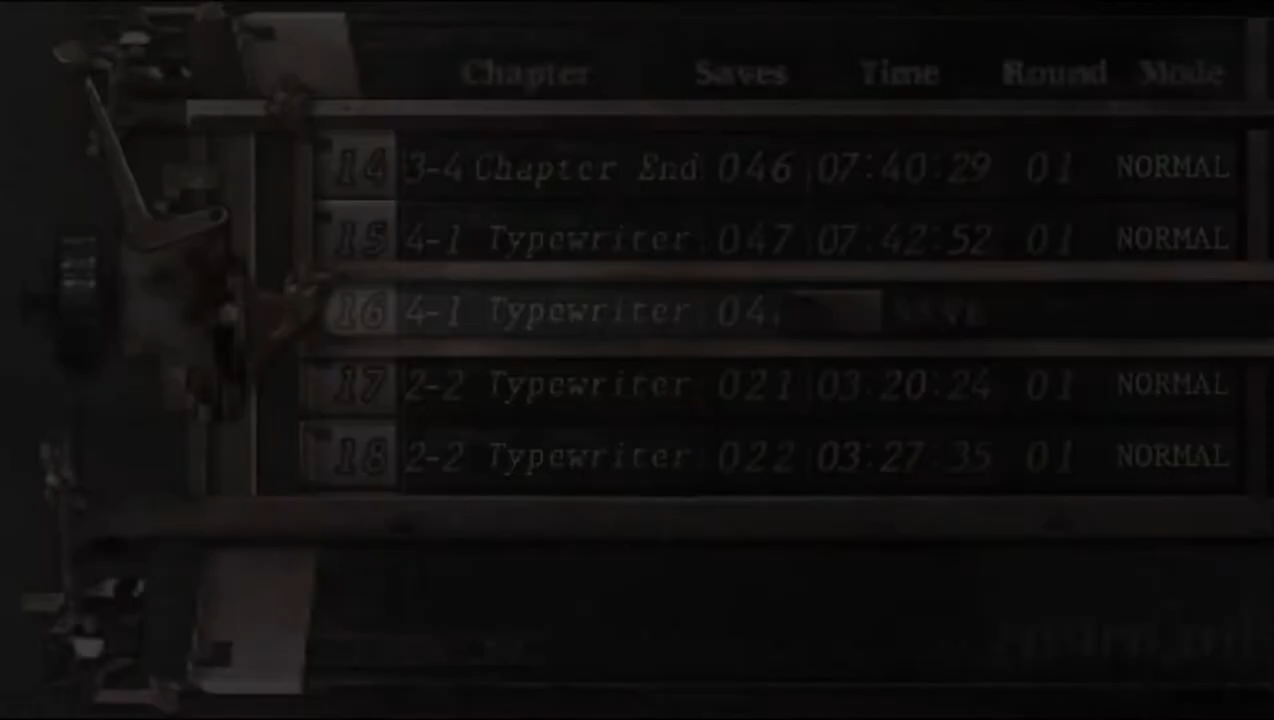 Chapter Saves Time Round Mode
14 3-4 Chapter End 046 07:40:29 01 NORMAL
15 4-1 Typewriter 047 07:42:52 01 NORMAL
16 4-1 Typewriter
17 2-2 Typewriter 021 03:20:24 01 NORMAL
18 2-2 Typewriter 022 03:27:35 01 NORMAL